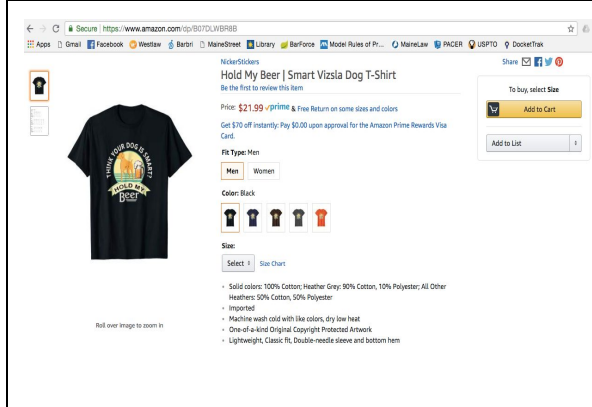 Secure | https://www.amazon.com/dp/B07DLWBR8B
Apps Gmail Facebook Westlaw Barbri MaineStreet Library BarForce Model Rules of Pr... MaineLaw PACER USPTO DocketTrak
NickerStickers
Hold My Beer | Smart Vizsla Dog T-Shirt
Be the first to review this item
Price: $21.99 prime & Free Return on some sizes and colors
Get $70 off instantly: Pay $0.00 upon approval for the Amazon Prime Rewards Visa
Card.
Fit Type: Men
Men Women
Color: Black
Size:
Select Size Chart
Solid colors: 100% Cotton; Heather Grey: 90% Cotton, 10% Polyester; All Other
Heathers: 50% Cotton, 50% Polyester
Imported
Machine wash cold with like colors, dry low heat
One-of-a-kind Original Copyright Protected Artwork
Lightweight, Classic fit, Double-needle sleeve and bottom hem
THINK YOUR DOG IS SMART?
HOLD MY
Beer
Roll over image to zoom in
Share
To buy, select Size
Add to Cart
Add to List